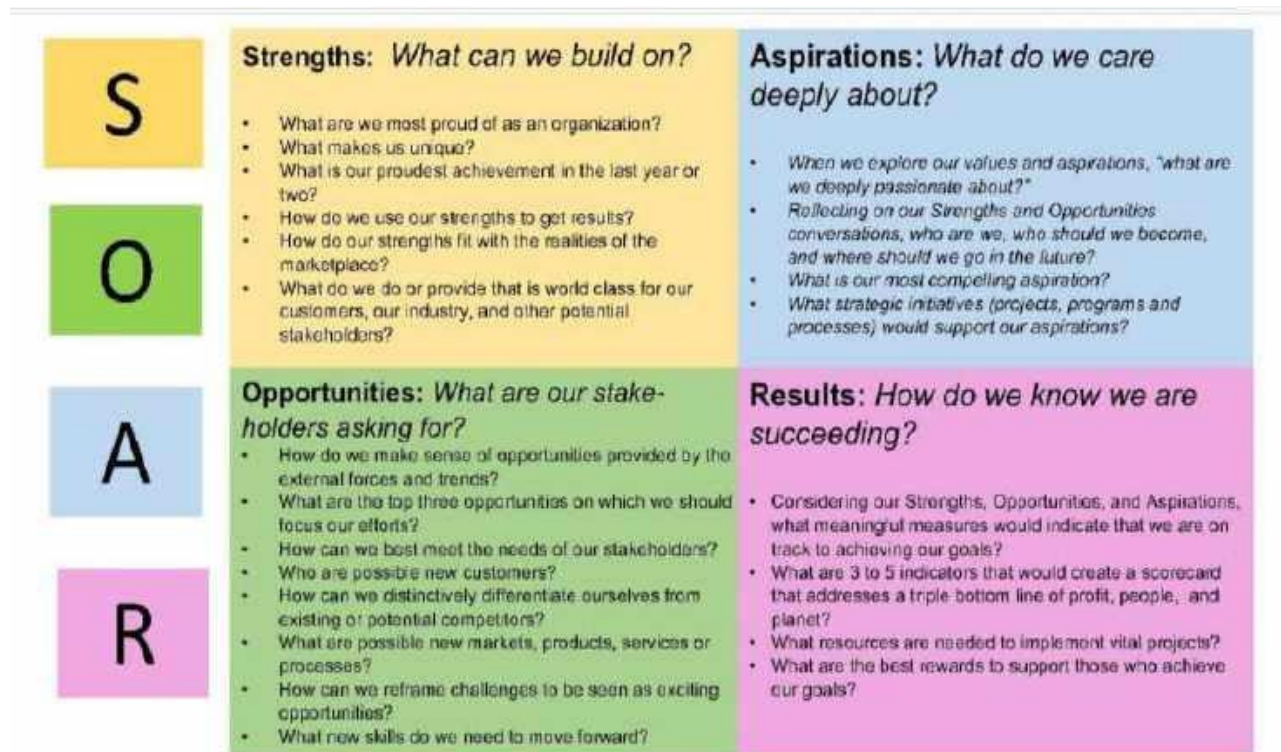 S
O
A
R
Strengths: What can we build on?
• What are we most proud of as an organization?
• What makes us unique?
• What is our proudest achievement in the last year or
two?
• How do we use our strengths to get results?
• How do our strengths fit with the realities of the
marketplace?
• What do we do or provide that is world class for our
customers, our industry, and other potential
stakeholders?
Aspirations: What do we care
deeply about?
• When we explore our values and aspirations, "what are
we deeply passionate about?"
• Reflecting on our Strengths and Opportunities
conversations, who are we, who should we become,
and where should we go in the future?
• What is our most compelling aspiration?
• What strategic initiatives (projects, programs and
processes) would support our aspirations?
Opportunities: What are our stake-
holders asking for?
• How do we make sense of opportunities provided by the
external forces and trends?
• What are the top three opportunities on which we should
focus our efforts?
• How can we best meet the needs of our stakeholders?
• Who are possible new customers?
• How can we distinctively differentiate ourselves from
existing or potential competitors?
• What are possible new markets, products, services or
processes?
• How can we reframe challenges to be seen as exciting
opportunities?
• What new skills do we need to move forward?
Results: How do we know we are
succeeding?
• Considering our Strengths, Opportunities, and Aspirations,
what meaningful measures would indicate that we are on
track to achieving our goals?
• What are 3 to 5 indicators that would create a scorecard
that addresses a triple bottom line of profit, people, and
planet?
• What resources are needed to implement vital projects?
• What are the best rewards to support those who achieve
our goals?